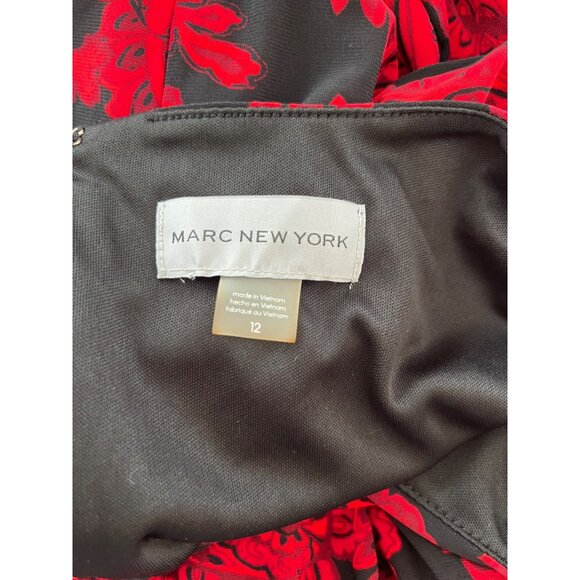 MARC NEW YORK
made in Vietnam
hecho en Vietnam
fabriqué au Vietnam
12